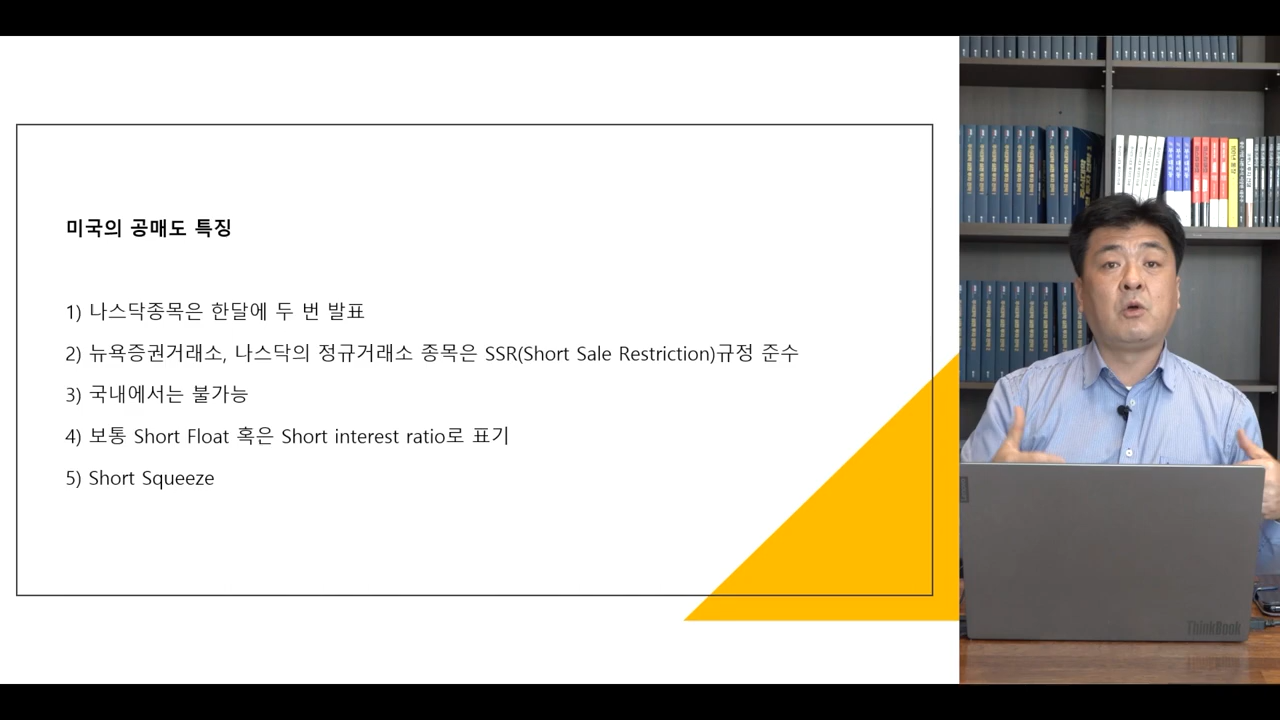 미국의 공매도 특징
1) 나스닥종목은 한달에 두 번 발표
2) 뉴욕증권거래소, 나스닥의 정규거래소 종목은 SSR(Short Sale Restriction)규정 준수
3) 국내에서는 불가능
4) 보통 Short Float 혹은 Short interest ratio로 표기
5) Short Squeeze
ThinkBook